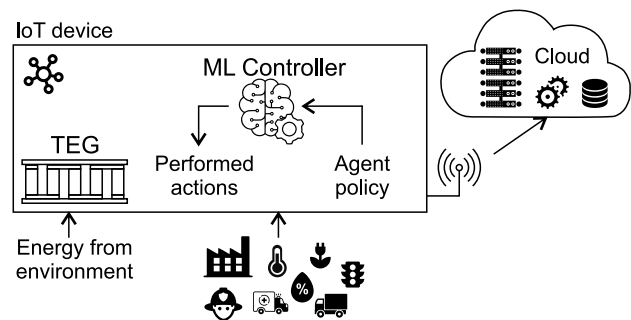 IoT device
ML Controller
Cloud
TEG
Performed
actions
Agent
policy
Energy from
environment
%